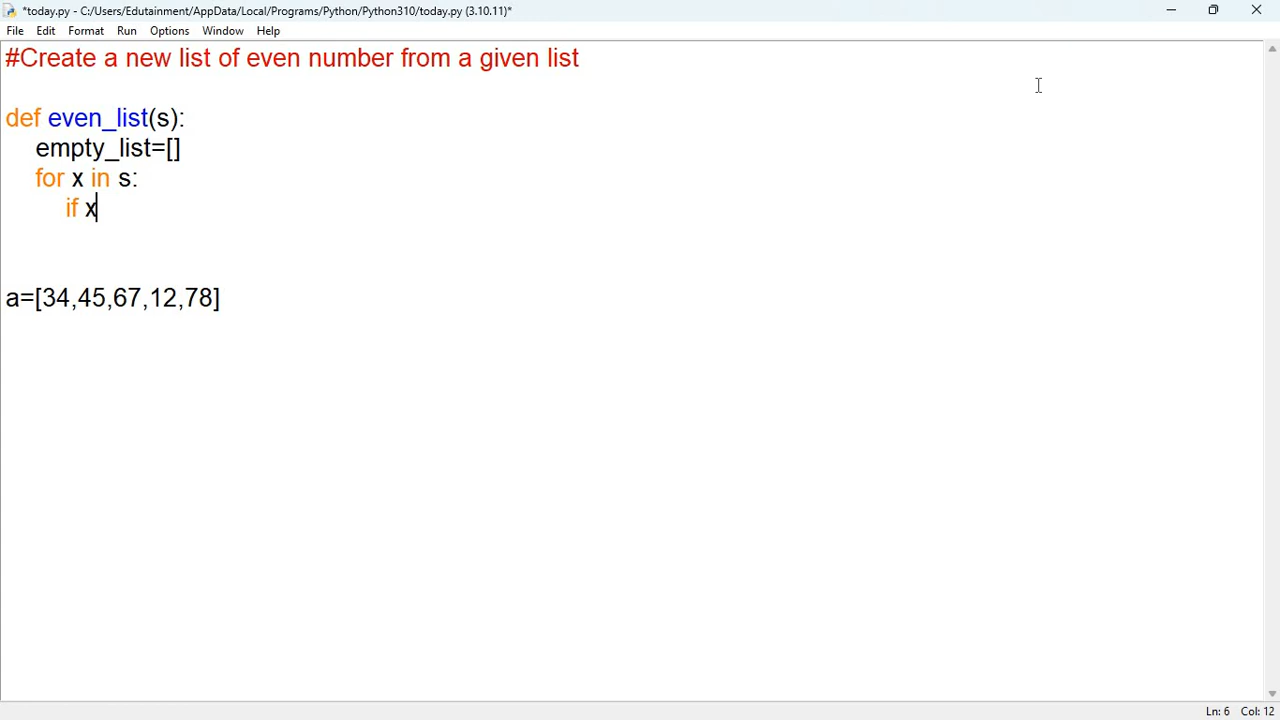 *today.py - C:/Users/Edutainment/AppData/Local/Programs/Python/Python310/today.py (3.10.11)*
File Edit Format Run Options Window Help
#Create a new list of even number from a given list
def even_list(s):
    empty_list=[]
    for x in s:
        if x
a=[34,45,67,12,78]
Ln: 6 Col: 12